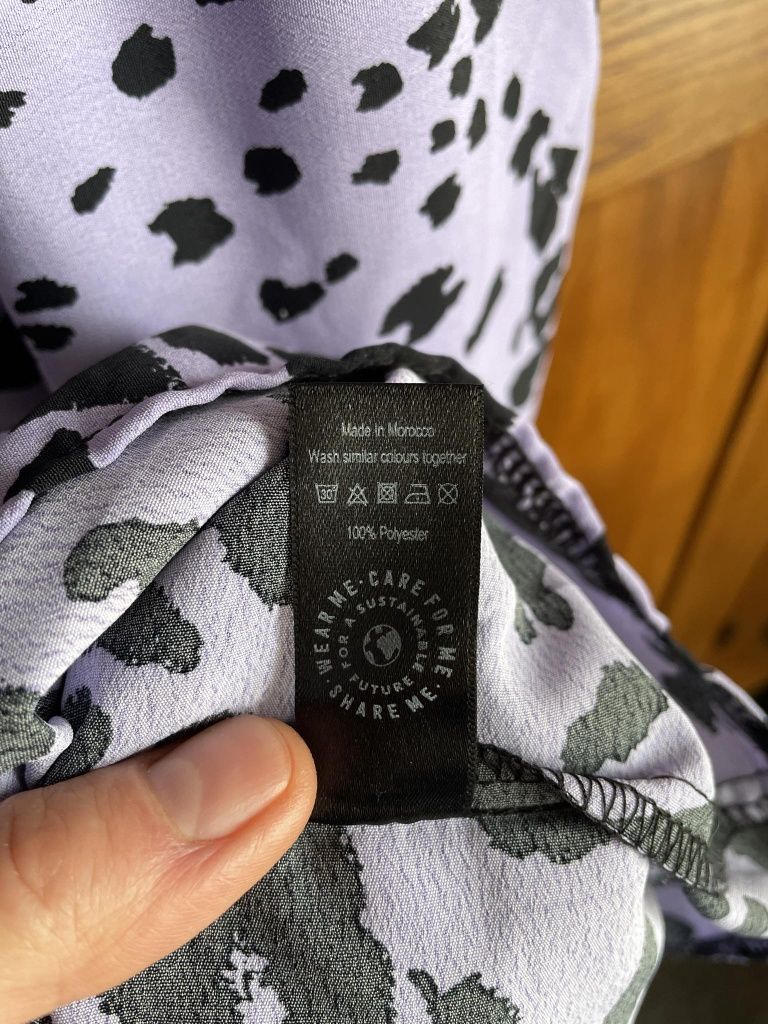 Made in Morocco
Wash similar colours together
30°
100% Polyester
WEAR ME · CARE FOR ME · SHARE ME ·
FOR A SUSTAINABLE FUTURE